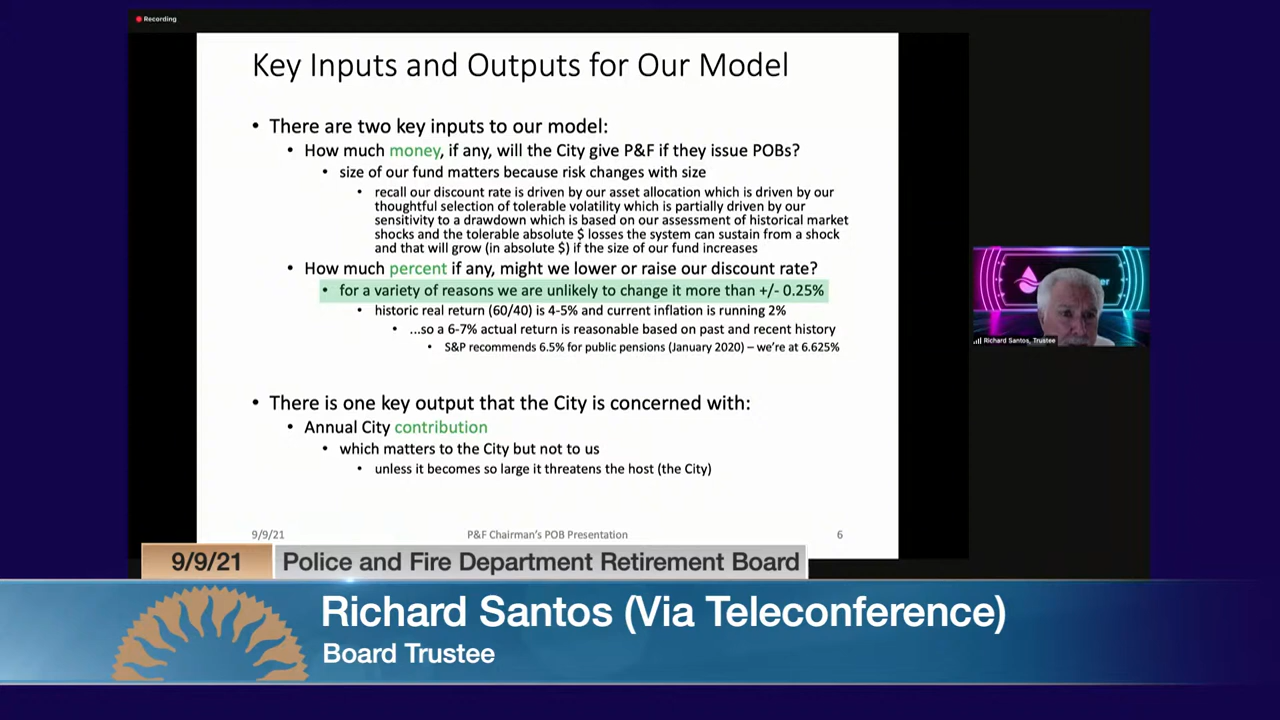 Recording
Key Inputs and Outputs for Our Model
• There are two key inputs to our model:
• How much money, if any, will the City give P&F if they issue POBs?
• size of our fund matters because risk changes with size
• recall our discount rate is driven by our asset allocation which is driven by our
thoughtful selection of tolerable volatility which is partially driven by our
sensitivity to a drawdown which is based on our assessment of historical market
shocks and the tolerable absolute $ losses the system can sustain from a shock
and that will grow (in absolute $) if the size of our fund increases
• How much percent if any, might we lower or raise our discount rate?
• for a variety of reasons we are unlikely to change it more than +/- 0.25%
• historic real return (60/40) is 4-5% and current inflation is running 2%
• ...so a 6-7% actual return is reasonable based on past and recent history
• S&P recommends 6.5% for public pensions (January 2020) – we're at 6.625%
• There is one key output that the City is concerned with:
• Annual City contribution
• which matters to the City but not to us
• unless it becomes so large it threatens the host (the City)
9/9/21 P&F Chairman's POB Presentation 6
Richard Santos, Trustee
9/9/21 Police and Fire Department Retirement Board
Richard Santos (Via Teleconference)
Board Trustee